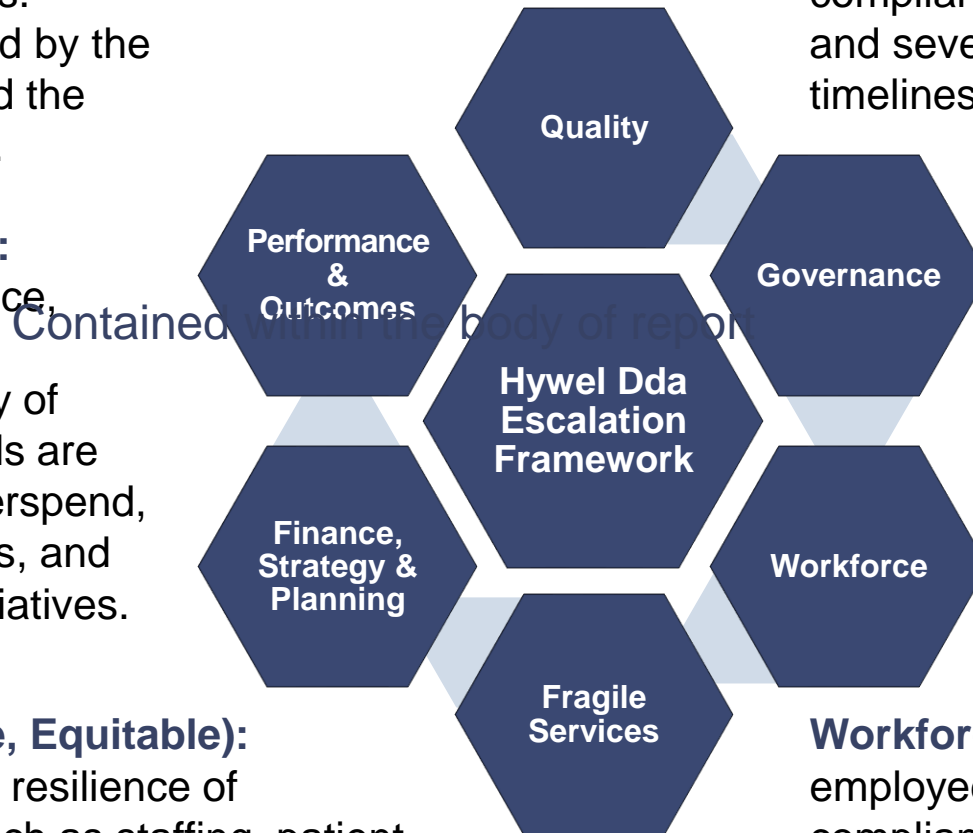 d by the
d the
:
ce,
y of
ls are
erspend,
s, and
iatives.
e, Equitable):
resilience of
Quality
Performance
&
Outcomes
Contained within the body of report
Governance
Hywel Dda
Escalation
Framework
Finance,
Strategy &
Planning
Workforce
Fragile
Services
and seve
timelines
Workfor
employee